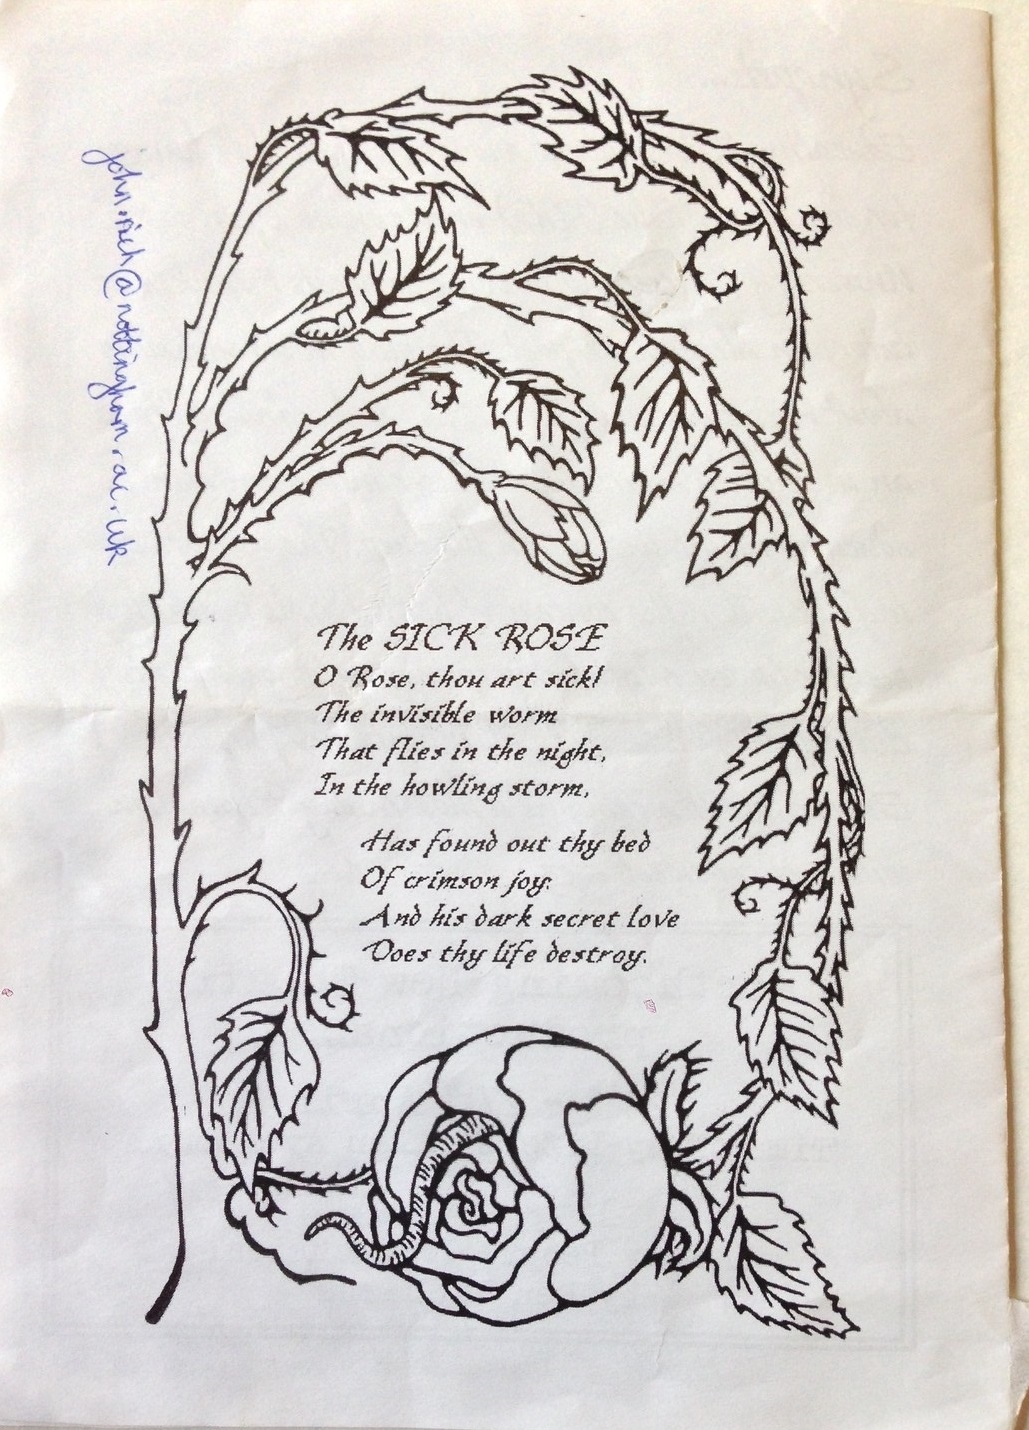 The SICK ROSE
O Rose, thou art sick!
The invisible worm
That flies in the night,
In the howling storm,
Has found out thy bed
Of crimson joy:
And his dark secret love
Does thy life destroy.
john.rich@nottingham.ac.uk